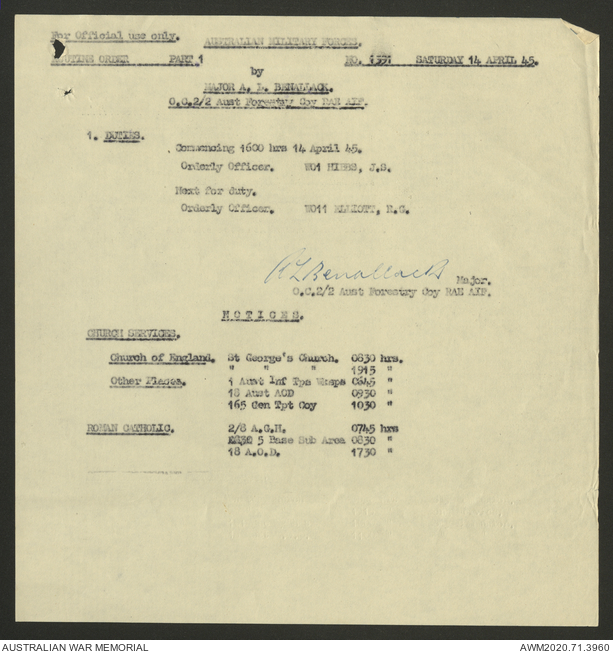 For Official use only.
AUSTRALIAN MILITARY FORCES.
ROUTINE ORDER PART 1 NO. 1331 SATURDAY 14 APRIL 45.
by
MAJOR A. L. BENALLACK.
O.C.2/2 Aust Forestry Coy RAE AIF.
1. DUTIES.
Commencing 1600 hrs 14 April 45.
Orderly Officer. WO1 HIBBS, J.S.
Next for duty.
Orderly Officer. WO11 ELLIOTT, R.G.
A L Benallack Major.
O.C.2/2 Aust Forestry Coy RAE AIF.
NOTICES.
CHURCH SERVICES.
Church of England. St George's Church. 0830 hrs.
" " " 1915 "
Other Places. 1 Aust Inf Tps Wksps 0645 "
18 Aust AOD 0930 "
165 Gen Tpt Coy 1030 "
ROMAN CATHOLIC. 2/8 A.G.H. 0745 hrs
5 Base Sub Area 0830 "
18 A.O.D. 1730 "
AUSTRALIAN WAR MEMORIAL AWM2020.71.3960